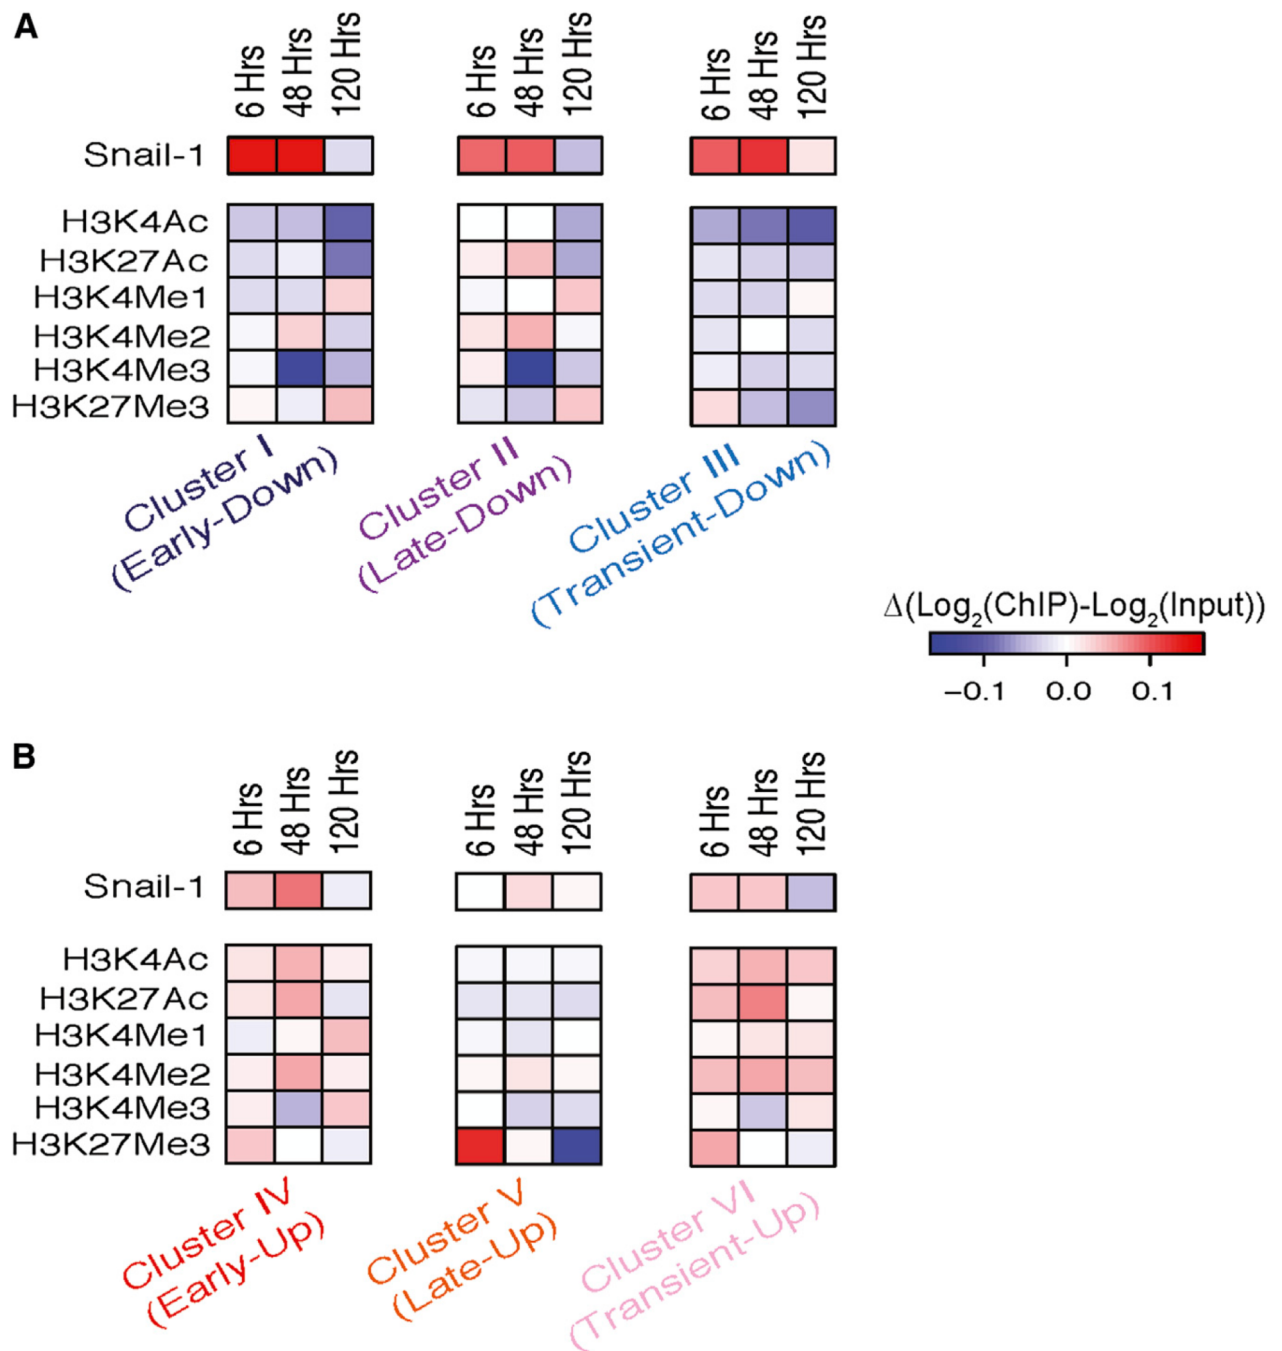 A
6 Hrs 48 Hrs 120 Hrs 6 Hrs 48 Hrs 120 Hrs 6 Hrs 48 Hrs 120 Hrs
Snail-1
H3K4Ac
H3K27Ac
H3K4Me1
H3K4Me2
H3K4Me3
H3K27Me3
Cluster I
(Early-Down)
Cluster II
(Late-Down)
Cluster III
(Transient-Down)
Δ(Log₂(ChIP)-Log₂(Input))
−0.1 0.0 0.1
B
6 Hrs 48 Hrs 120 Hrs 6 Hrs 48 Hrs 120 Hrs 6 Hrs 48 Hrs 120 Hrs
Snail-1
H3K4Ac
H3K27Ac
H3K4Me1
H3K4Me2
H3K4Me3
H3K27Me3
Cluster IV
(Early-Up)
Cluster V
(Late-Up)
Cluster VI
(Transient-Up)